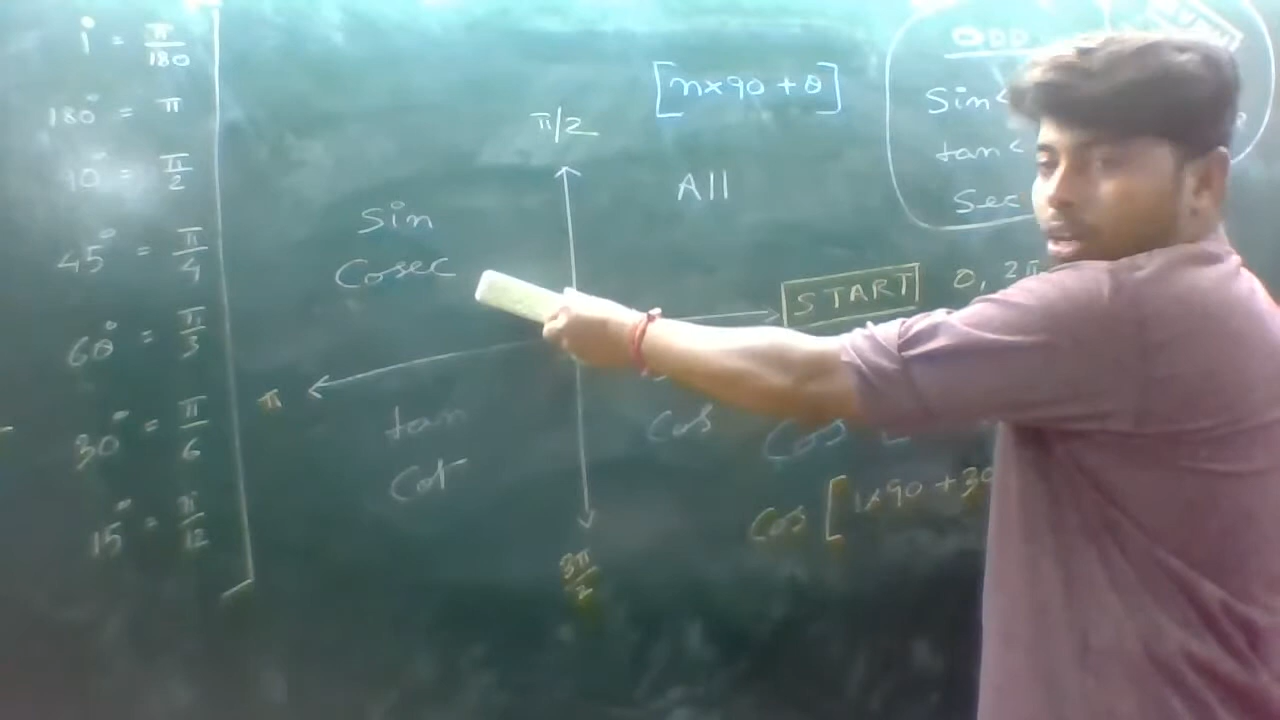 i = π/180
180° = π
90° = π/2
45° = π/4
60° = π/3
30° = π/6
15° = π/12
[n×90 + θ]
π/2
All
Sin
Cosec
START 0, 2π
π
tan
Cot
Cos
3π/2
Cos
Cos [1×90 + 30
ODD
Sin<
tan<
Sec